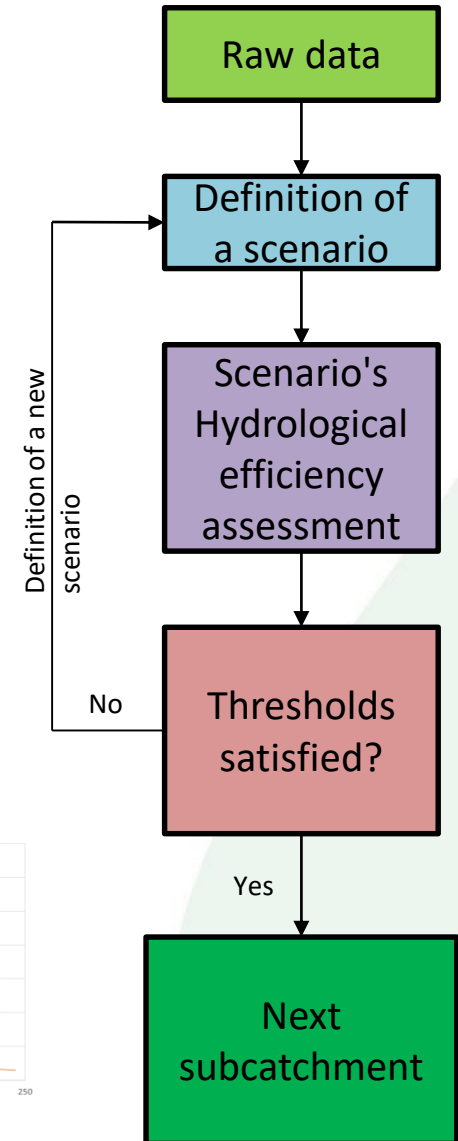 Raw data
Definition of
a scenario
Scenario's
Hydrological
efficiency
assessment
Definition of a new
scenario
Thresholds
satisfied?
No
Yes
Next
subcatchment
250